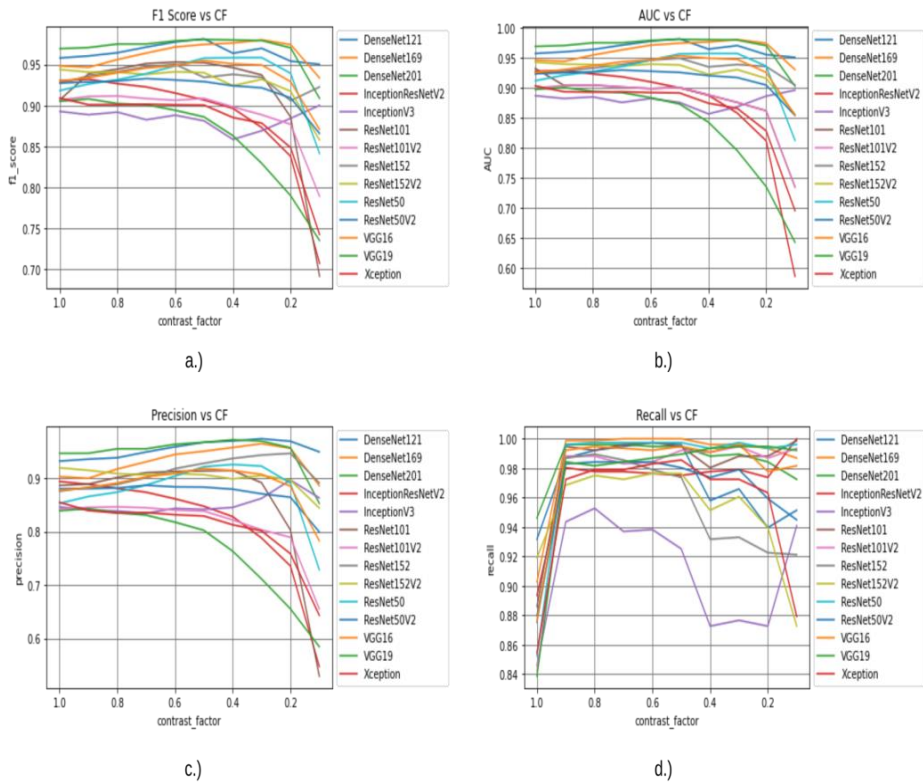 F1 Score vs CF
f1_score
0.95
0.90
0.85
0.80
0.75
0.70
1.0
0.8
0.6
0.4
0.2
contrast_factor
DenseNet121
DenseNet169
DenseNet201
InceptionResNetV2
InceptionV3
ResNet101
ResNet101V2
ResNet152
ResNet152V2
ResNet50
ResNet50V2
VGG16
VGG19
Xception
a.)
AUC vs CF
AUC
1.00
0.95
0.90
0.85
0.80
0.75
0.70
0.65
0.60
1.0
0.8
0.6
0.4
0.2
contrast_factor
DenseNet121
DenseNet169
DenseNet201
InceptionResNetV2
InceptionV3
ResNet101
ResNet101V2
ResNet152
ResNet152V2
ResNet50
ResNet50V2
VGG16
VGG19
Xception
b.)
Precision vs CF
precision
0.9
0.8
0.7
0.6
1.0
0.8
0.6
0.4
0.2
contrast_factor
DenseNet121
DenseNet169
DenseNet201
InceptionResNetV2
InceptionV3
ResNet101
ResNet101V2
ResNet152
ResNet152V2
ResNet50
ResNet50V2
VGG16
VGG19
Xception
c.)
Recall vs CF
recall
1.00
0.98
0.96
0.94
0.92
0.90
0.88
0.86
0.84
1.0
0.8
0.6
0.4
0.2
contrast_factor
DenseNet121
DenseNet169
DenseNet201
InceptionResNetV2
InceptionV3
ResNet101
ResNet101V2
ResNet152
ResNet152V2
ResNet50
ResNet50V2
VGG16
VGG19
Xception
d.)